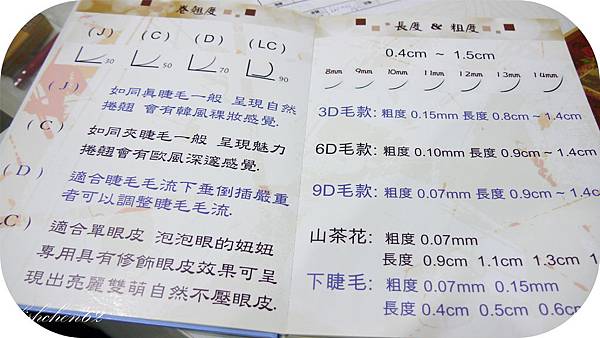 卷翹度
(J) (C) (D) (LC)
30 50 70 90
(J) 如同真睫毛一般 呈現自然
捲翹 會有韓風裸妝感覺.
(C) 如同夾睫毛一般 呈現魅力
捲翹會有歐風深邃感覺.
(D) 適合睫毛毛流下垂倒插嚴重
者可以調整睫毛毛流.
LC) 適合單眼皮 泡泡眼的妞妞
專用具有修飾眼皮效果可呈
現出亮麗雙萌自然不壓眼皮.
長度 & 粗度
0.4cm ~ 1.5cm
8mm 9mm 10mm 11mm 12mm 13mm 14mm
3D毛款: 粗度 0.15mm 長度 0.8cm ~ 1.4cm
6D毛款: 粗度 0.10mm 長度 0.9cm ~ 1.4cm
9D毛款: 粗度 0.07mm 長度 0.9cm ~ 1.4c
山茶花: 粗度 0.07mm
長度 0.9cm 1.1cm 1.3cm 1
下睫毛: 粗度 0.07mm 0.15mm
長度 0.4cm 0.5cm 0.6c